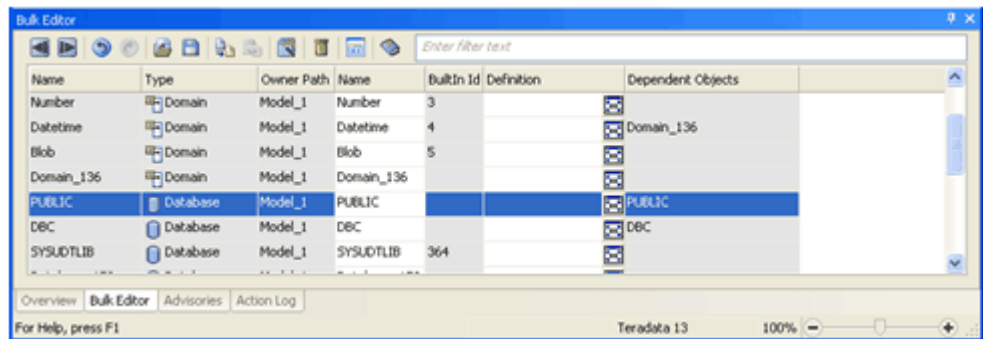 Bulk Editor
Enter filter text
Name Type Owner Path Name BuiltIn Id Definition Dependent Objects
Number Domain Model_1 Number 3
Datetime Domain Model_1 Datetime 4 Domain_136
Blob Domain Model_1 Blob 5
Domain_136 Domain Model_1 Domain_136
PUBLIC Database Model_1 PUBLIC PUBLIC
DBC Database Model_1 DBC DBC
SYSUDTLIB Database Model_1 SYSUDTLIB 364
Overview Bulk Editor Advisories Action Log
For Help, press F1 Teradata 13 100%